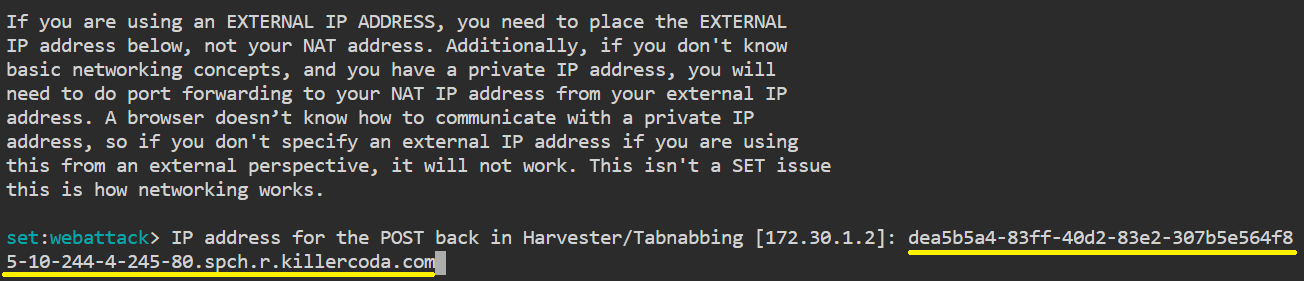 If you are using an EXTERNAL IP ADDRESS, you need to place the EXTERNAL
IP address below, not your NAT address. Additionally, if you don't know
basic networking concepts, and you have a private IP address, you will
need to do port forwarding to your NAT IP address from your external IP
address. A browser doesn’t know how to communicate with a private IP
address, so if you don't specify an external IP address if you are using
this from an external perspective, it will not work. This isn't a SET issue
this is how networking works.
set:webattack> IP address for the POST back in Harvester/Tabnabbing [172.30.1.2]: dea5b5a4-83ff-40d2-83e2-307b5e564f8
5-10-244-4-245-80.spch.r.killercoda.com